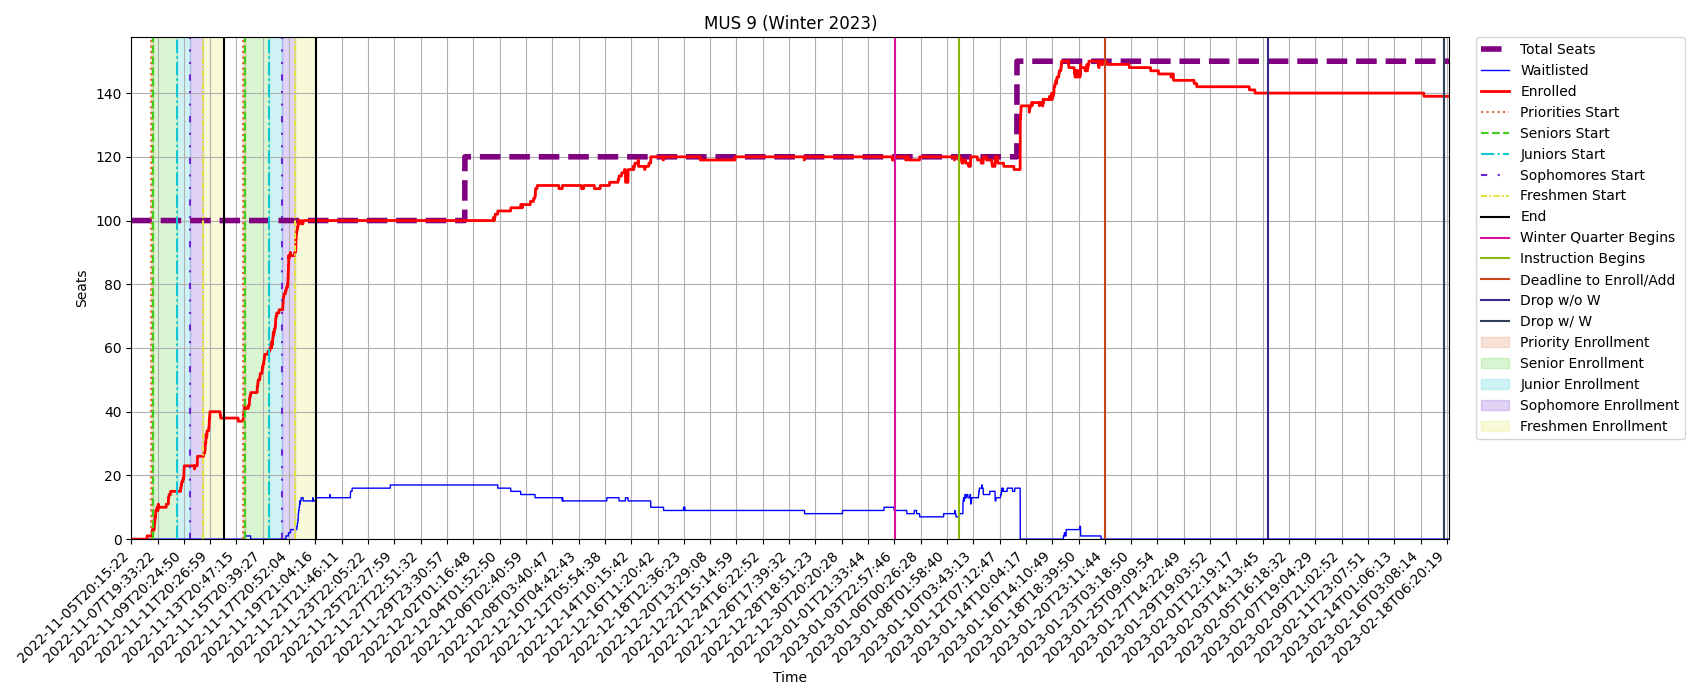 MUS 9 (Winter 2023)
Seats
140
120
100
80
60
40
20
0
2022-11-05T20:15:22
2022-11-07T19:33:22
2022-11-09T20:24:50
2022-11-11T20:26:59
2022-11-13T20:47:15
2022-11-15T20:39:27
2022-11-17T20:52:04
2022-11-19T21:04:16
2022-11-21T21:46:11
2022-11-23T22:05:22
2022-11-25T22:27:59
2022-11-27T22:51:32
2022-11-29T23:30:57
2022-12-02T00:17:38
2022-12-04T01:16:48
2022-12-06T02:40:59
2022-12-08T03:40:47
2022-12-10T04:42:43
2022-12-12T05:54:38
2022-12-14T10:15:42
2022-12-16T11:20:42
2022-12-18T12:36:23
2022-12-20T13:29:08
2022-12-22T15:14:59
2022-12-24T16:22:52
2022-12-26T17:39:32
2022-12-28T18:51:23
2022-12-30T20:20:28
2023-01-01T21:33:44
2023-01-03T22:57:46
2023-01-06T00:26:28
2023-01-08T01:58:40
2023-01-10T03:43:13
2023-01-12T07:12:47
2023-01-14T10:04:17
2023-01-16T14:10:49
2023-01-18T18:39:50
2023-01-20T23:11:44
2023-01-23T03:18:50
2023-01-25T09:09:54
2023-01-27T14:22:49
2023-01-29T19:03:52
2023-02-01T12:19:17
2023-02-03T14:13:45
2023-02-05T16:18:32
2023-02-07T19:04:29
2023-02-09T21:02:52
2023-02-11T23:07:51
2023-02-14T01:06:13
2023-02-16T03:08:14
2023-02-18T06:20:19
Time
Total Seats
Waitlisted
Enrolled
Priorities Start
Seniors Start
Juniors Start
Sophomores Start
Freshmen Start
End
Winter Quarter Begins
Instruction Begins
Deadline to Enroll/Add
Drop w/o W
Drop w/ W
Priority Enrollment
Senior Enrollment
Junior Enrollment
Sophomore Enrollment
Freshmen Enrollment